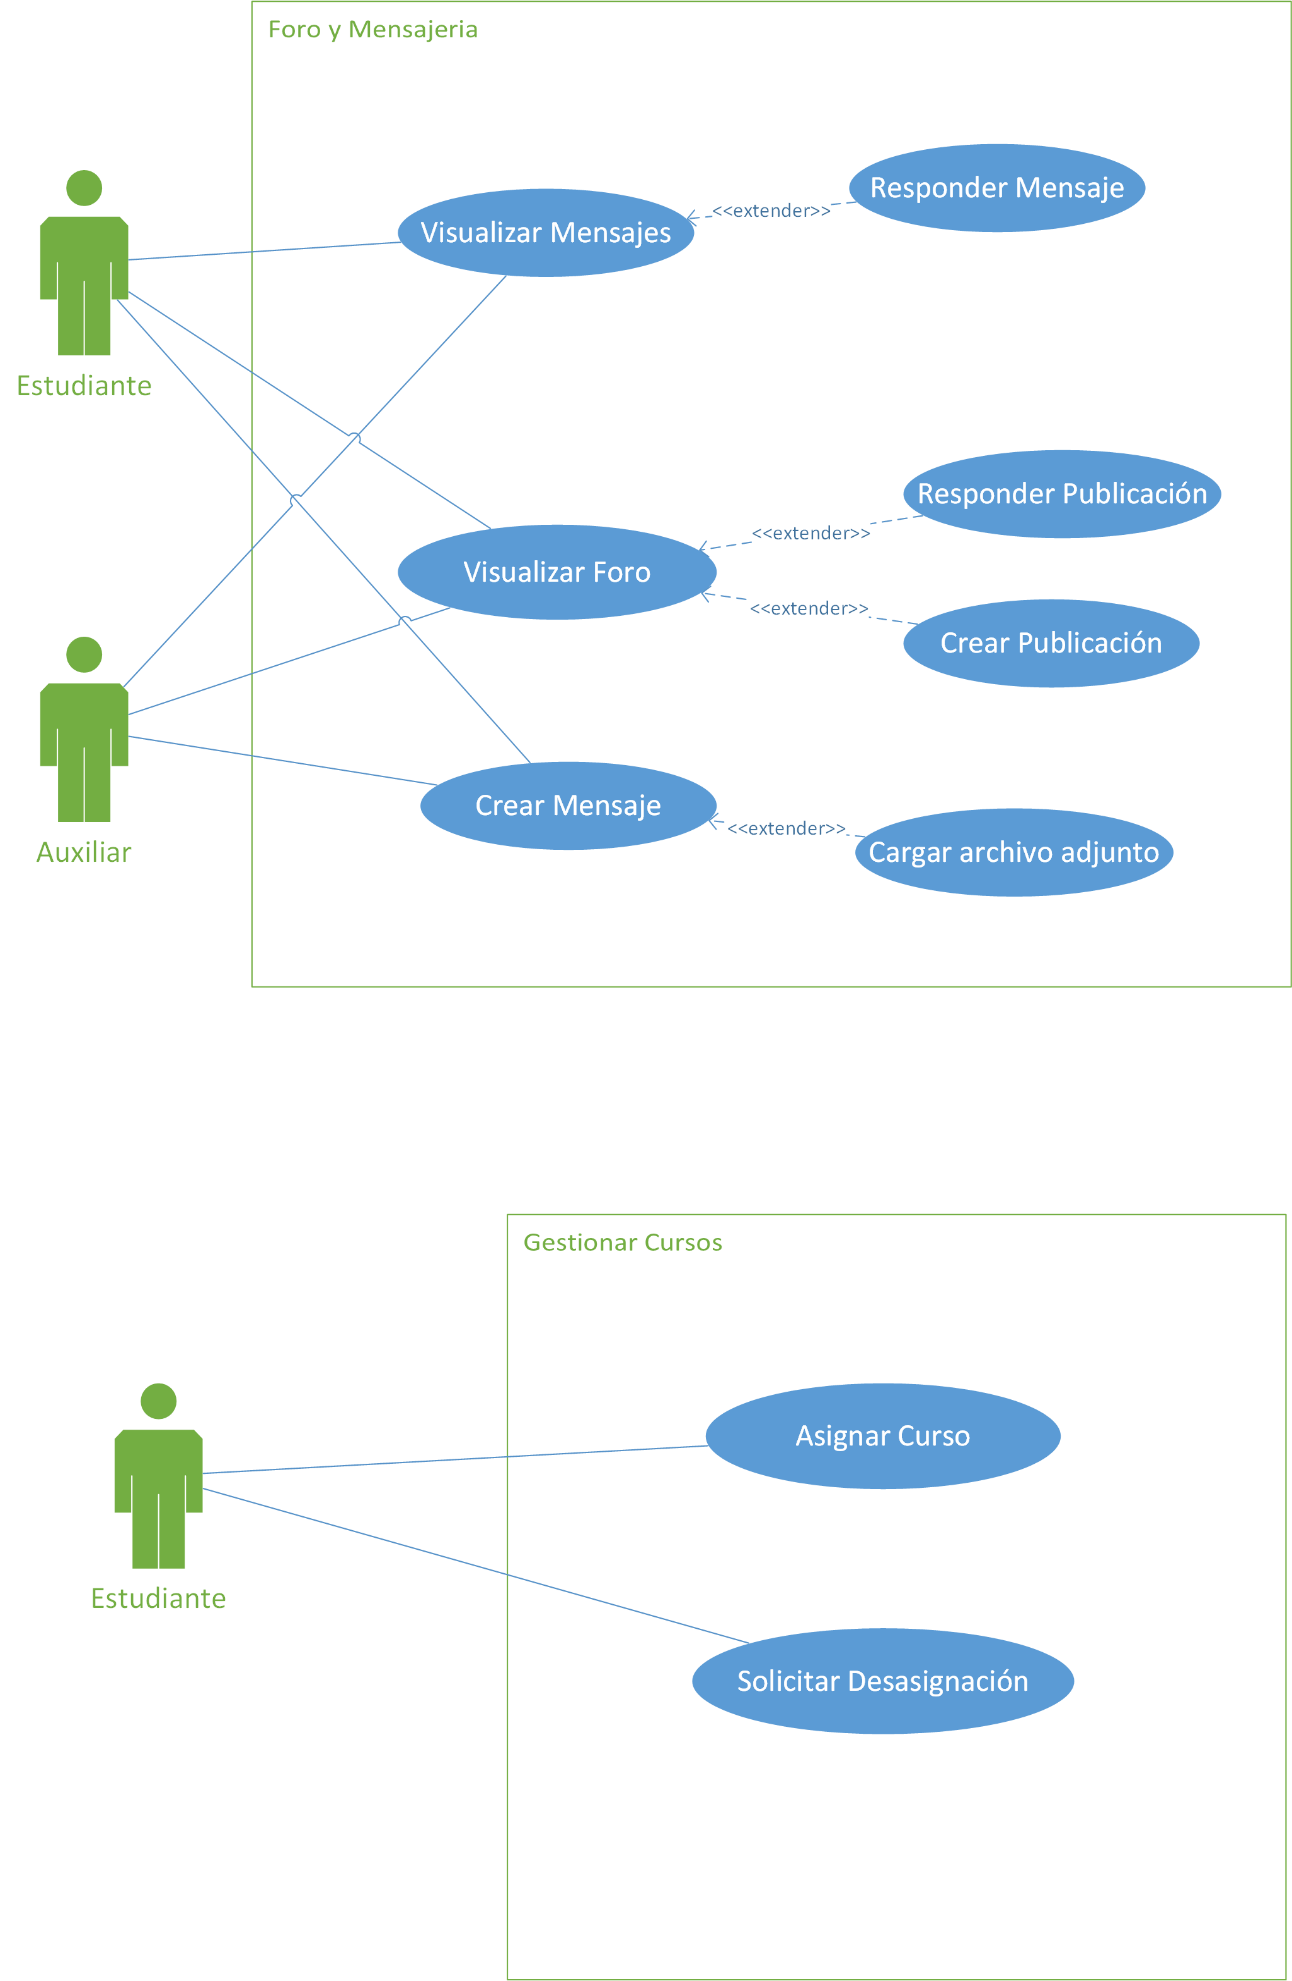 Foro y Mensajeria
Responder Mensaje
<<extender>>
Visualizar Mensajes
Estudiante
Responder Publicación
<<extender>>
Visualizar Foro
<<extender>>
Crear Publicación
Crear Mensaje
<<extender>>
Cargar archivo adjunto
Auxiliar
Gestionar Cursos
Asignar Curso
Estudiante
Solicitar Desasignación